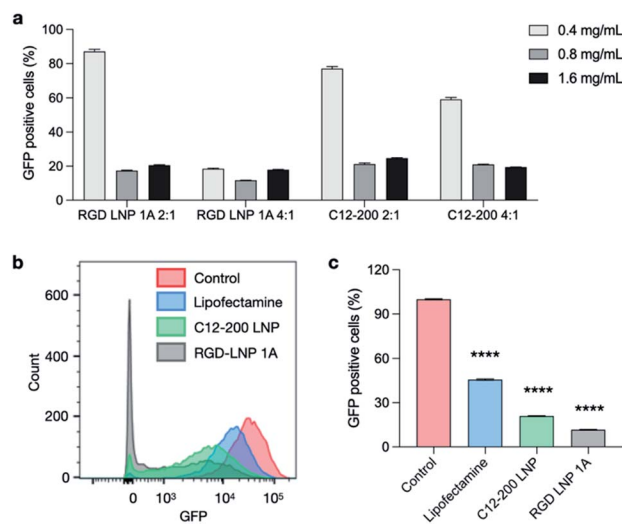 a
GFP positive cells (%)
100
80
60
40
20
0
RGD LNP 1A 2:1
RGD LNP 1A 4:1
C12-200 2:1
C12-200 4:1
0.4 mg/mL
0.8 mg/mL
1.6 mg/mL
b
Count
600
400
200
0
0
10³
10⁴
10⁵
GFP
Control
Lipofectamine
C12-200 LNP
RGD-LNP 1A
c
GFP positive cells (%)
120
90
60
30
0
****
****
****
Control
Lipofectamine
C12-200 LNP
RGD LNP 1A